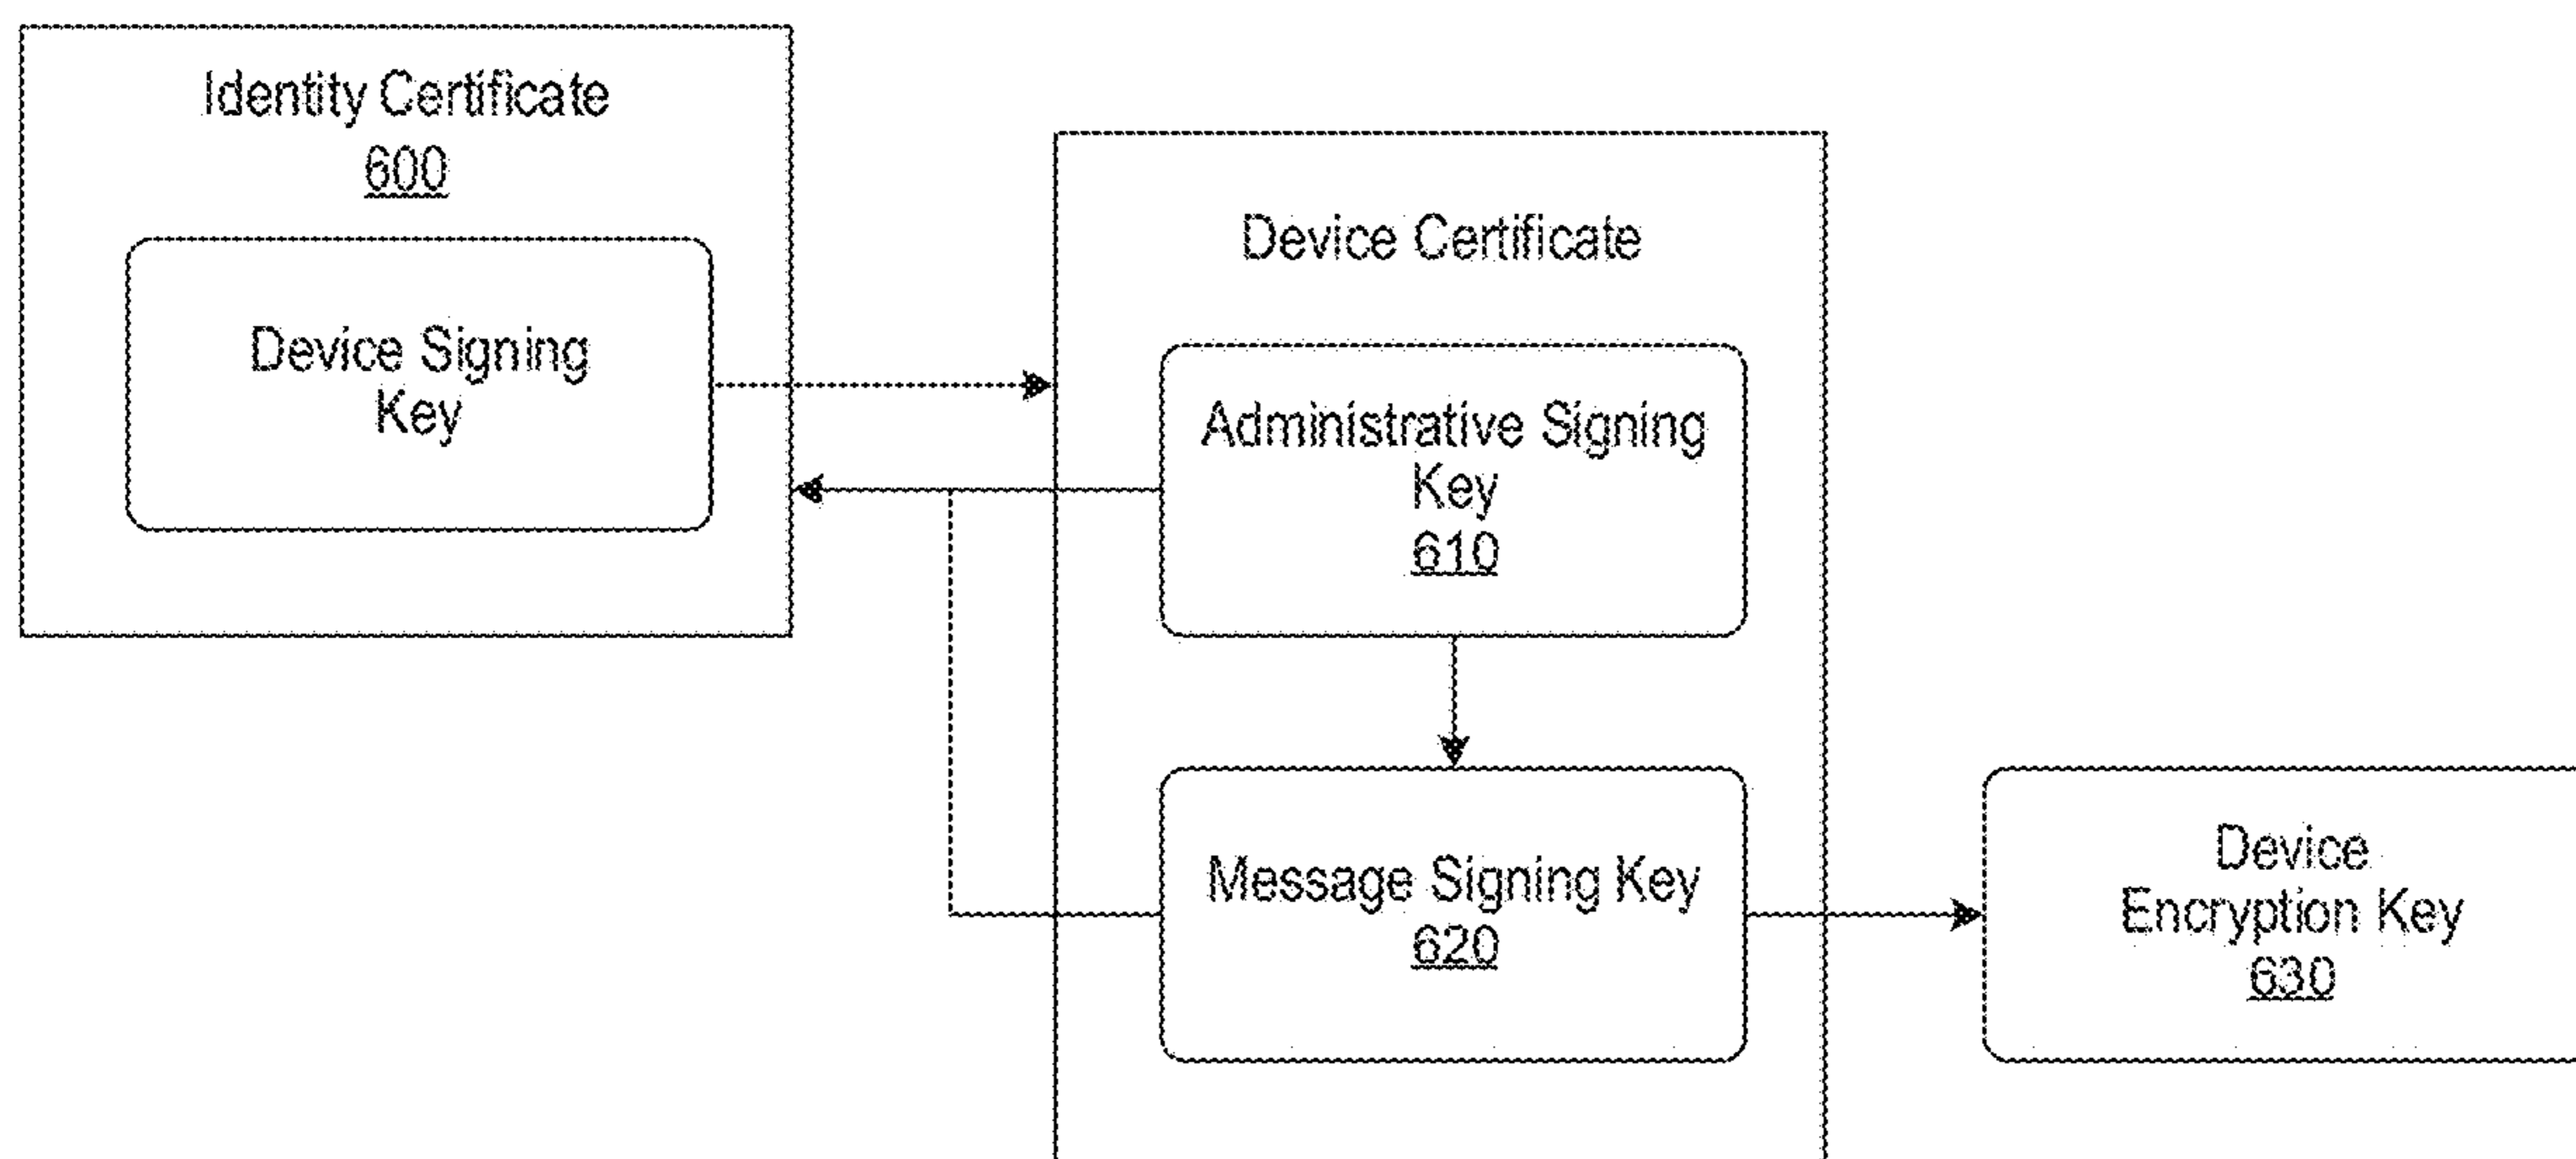 Identity Certificate
600
Device Signing
Key
Device Certificate
Administrative Signing
Key
610
Message Signing Key
620
Device
Encryption Key
630